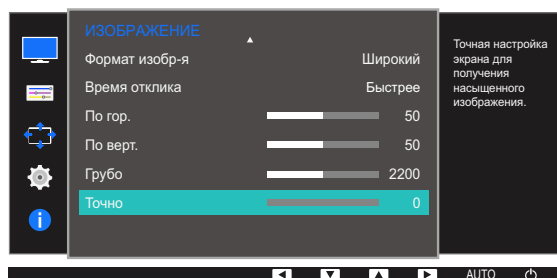 ИЗОБРАЖЕНИЕ
Формат изобр-я Широкий
Время отклика Быстрее
По гор. 50
По верт. 50
Грубо 2200
Точно 0
Точная настройка
экрана для
получения
насыщенного
изображения.
AUTO